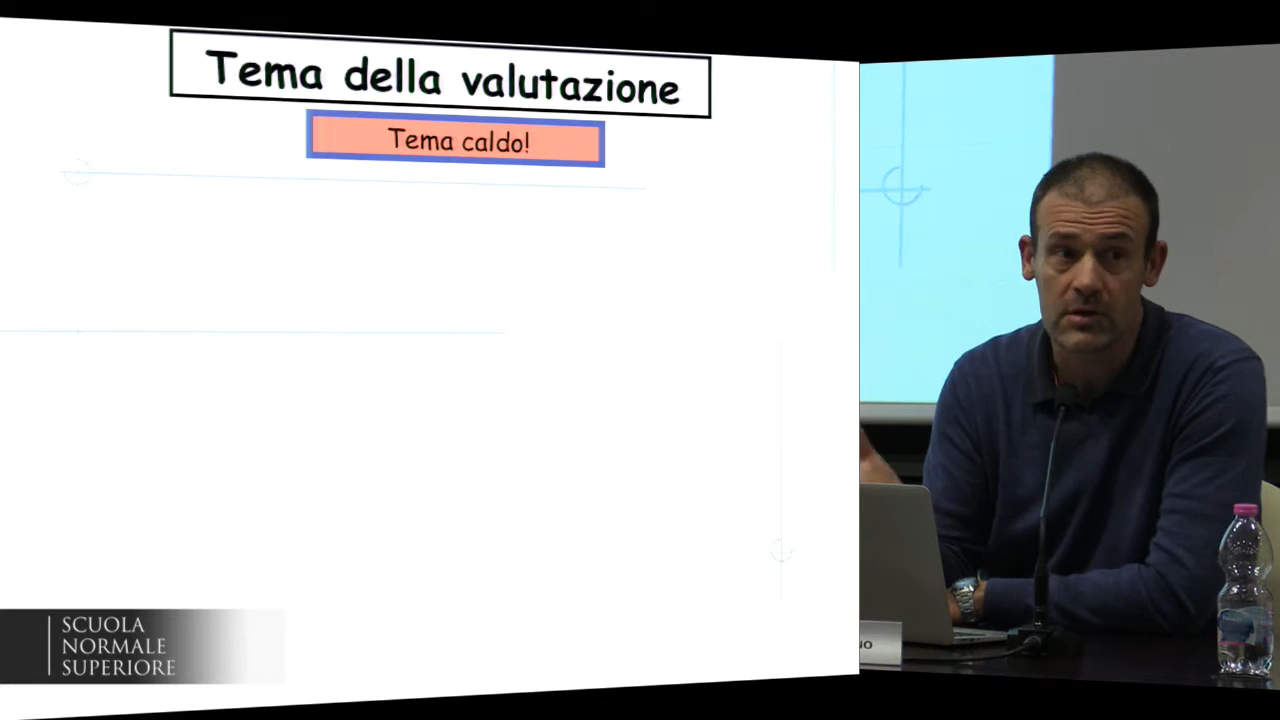 Tema della valutazione
Tema caldo!
SCUOLA
NORMALE
SUPERIORE